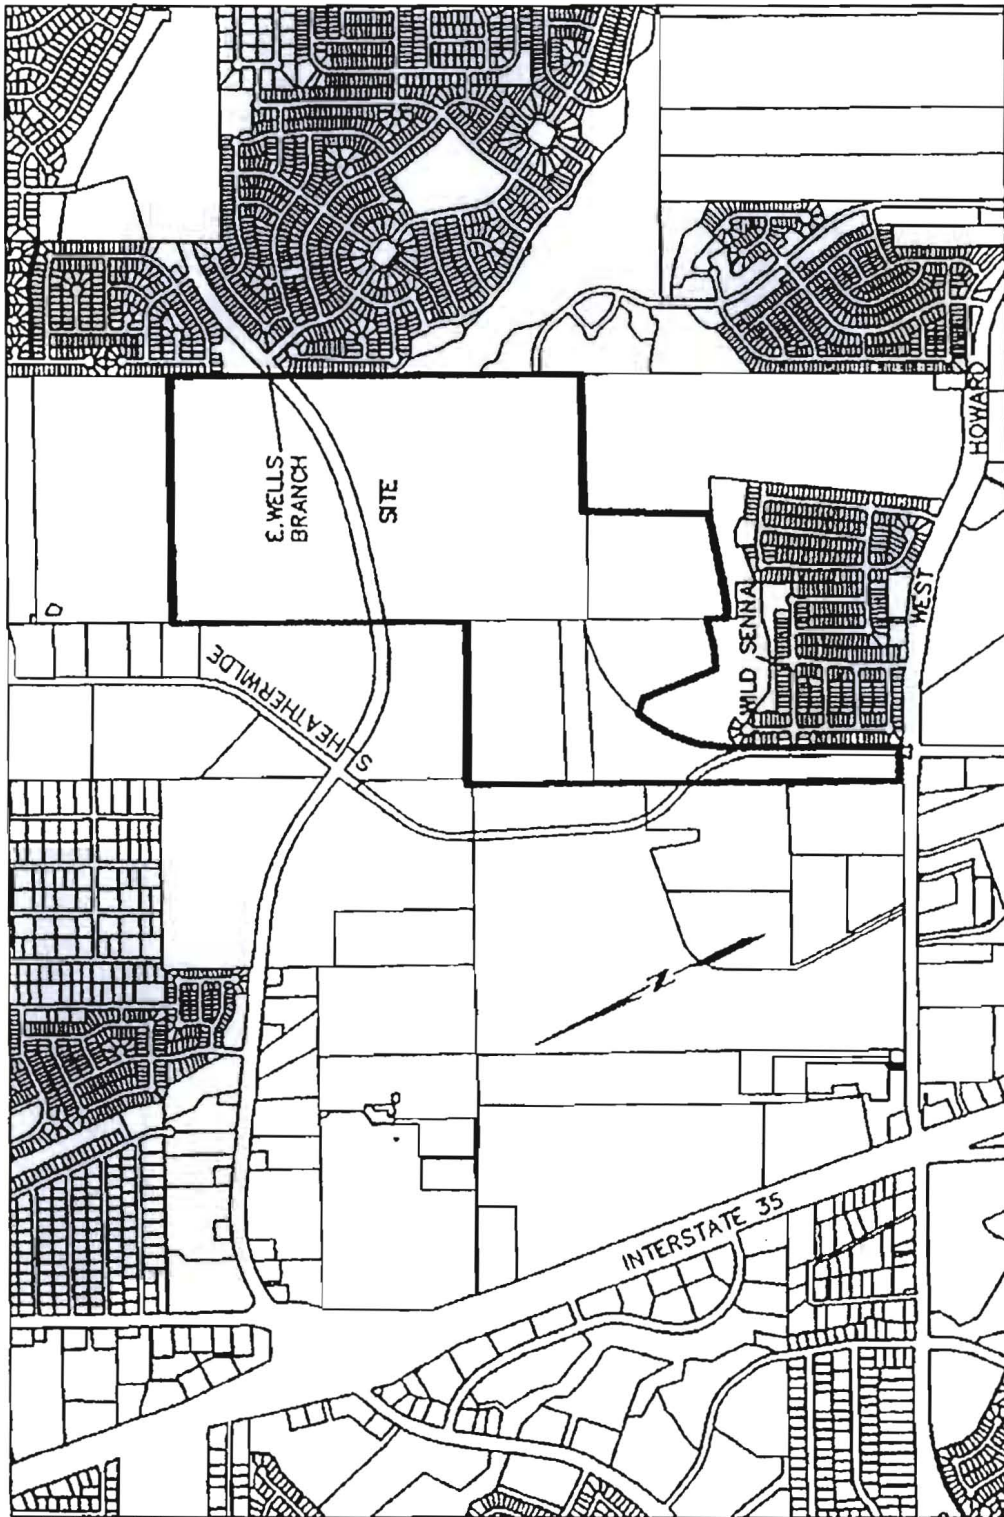 E. WELLS
BRANCH
SITE
S. HEATHERWILDE
WILD SENNA
HOWARD
WEST
N
INTERSTATE 35